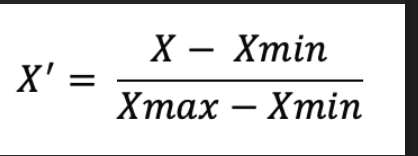 X' = X − Xmin
Xmax − Xmin